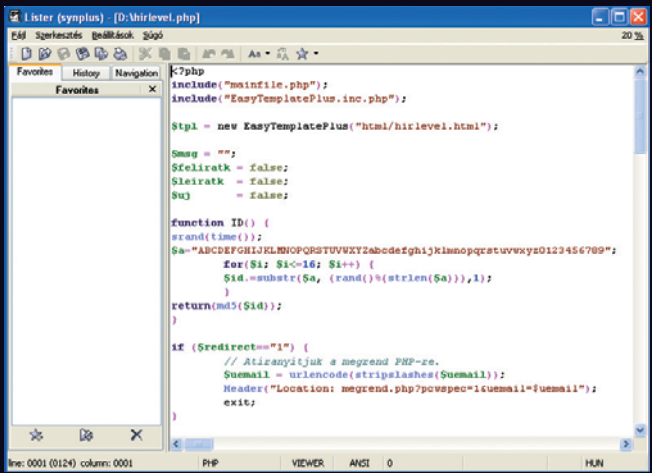 Lister (synplus) - [D:\hirlevel.php]
Fájl Szerkesztés Beállítások Súgó 20 %
Favorites History Navigation
Favorites
<?php
include("mainfile.php");
include("EasyTemplatePlus.inc.php");
$tpl = new EasyTemplatePlus("html/hirlevel.html");
$msg = "";
$feliratk = false;
$leiratk = false;
$uj = false;
function ID() {
srand(time());
$a="ABCDEFGHIJKLMNOPQRSTUVWXYZabcdefghijklmnopqrstuvwxyz0123456789";
for($i; $i<=16; $i++) {
$id.=substr($a, (rand()%(strlen($a))),1);
}
return(md5($id));
}
if ($redirect=="1") {
// Atiranyitjuk a megrend PHP-re.
$uemail = urlencode(stripslashes($uemail));
Header("Location: megrend.php?pcwspec=1&uemail=$uemail");
exit;
}
line: 0001 (0124) column: 0001 PHP VIEWER ANSI 0 HUN